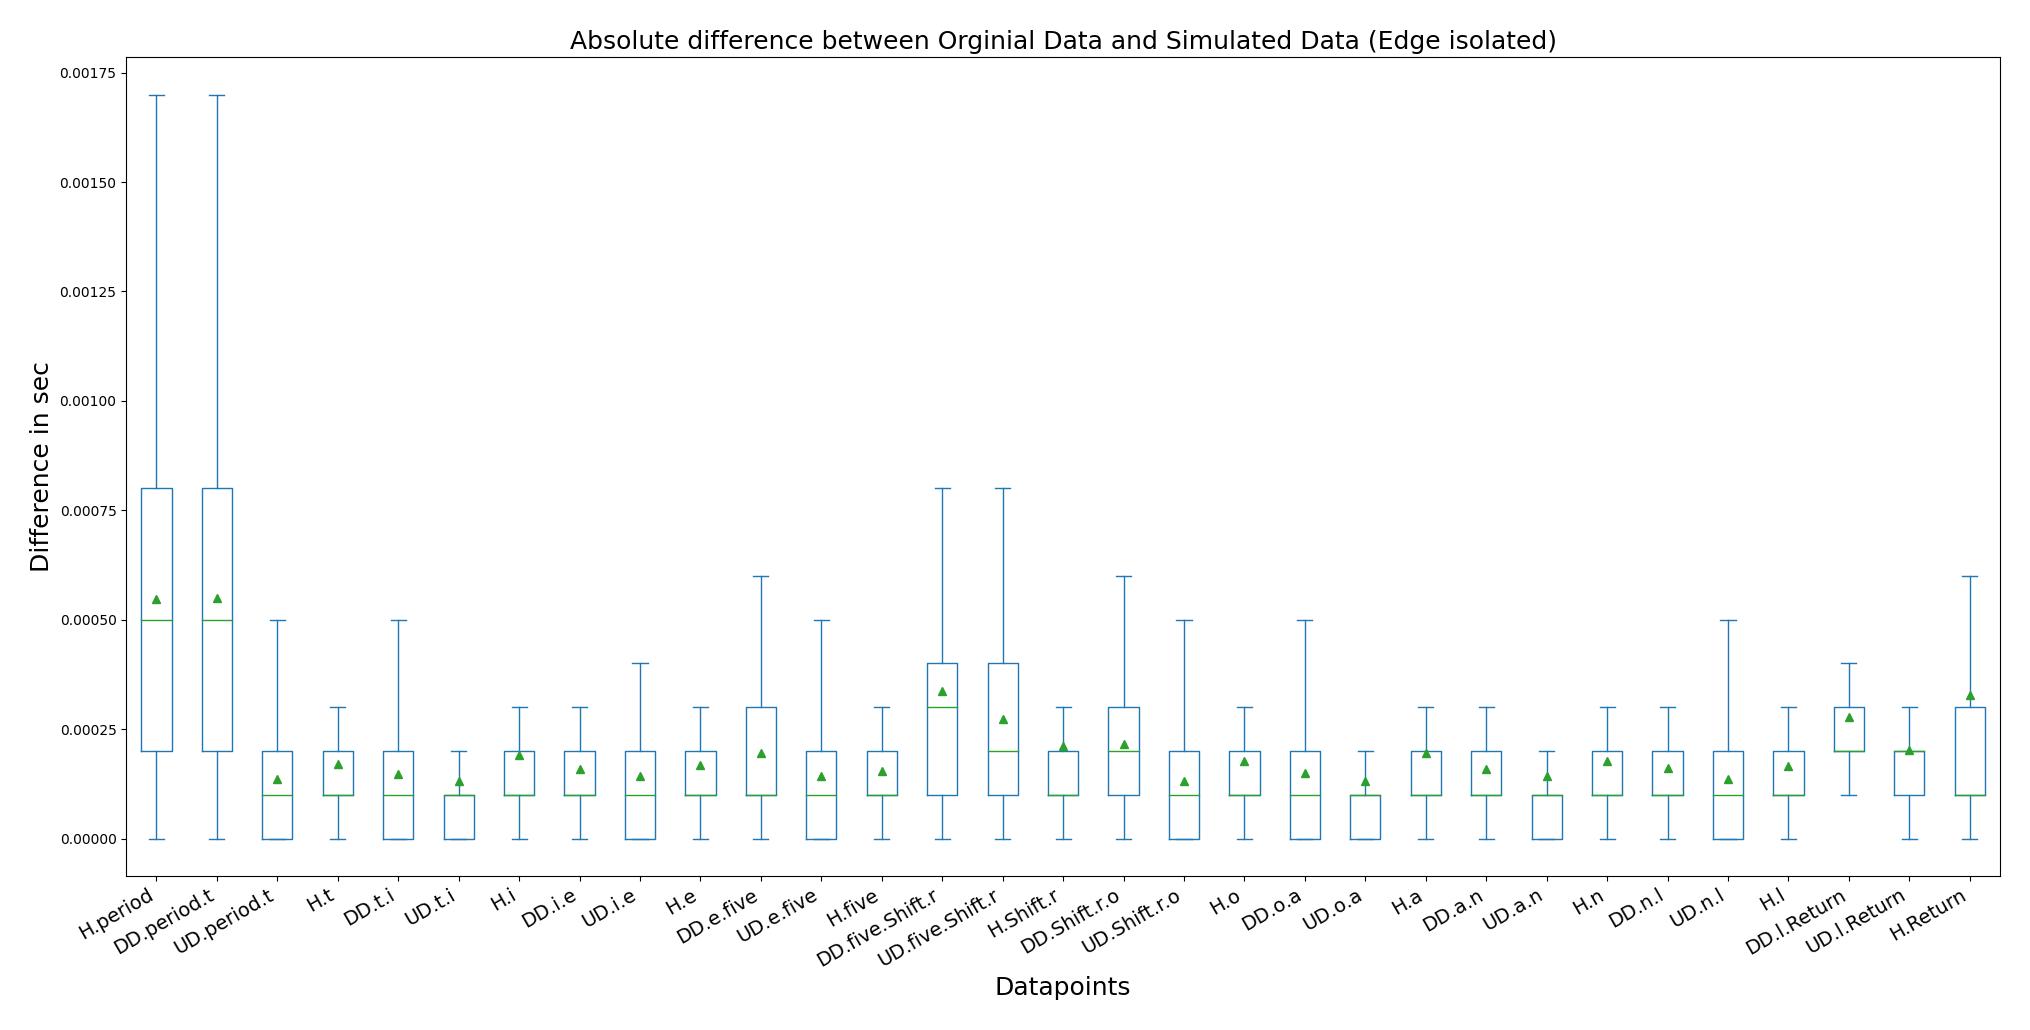 Absolute difference between Orginial Data and Simulated Data (Edge isolated)
Difference in sec
0.00175
0.00150
0.00125
0.00100
0.00075
0.00050
0.00025
0.00000
H.period
DD.period.t
UD.period.t
H.t
DD.t.i
UD.t.i
H.i
DD.i.e
UD.i.e
H.e
DD.e.five
UD.e.five
H.five
DD.five.Shift.r
UD.five.Shift.r
H.Shift.r
DD.Shift.r.o
UD.Shift.r.o
H.o
DD.o.a
UD.o.a
H.a
DD.a.n
UD.a.n
H.n
DD.n.l
UD.n.l
H.l
DD.l.Return
UD.l.Return
H.Return
Datapoints